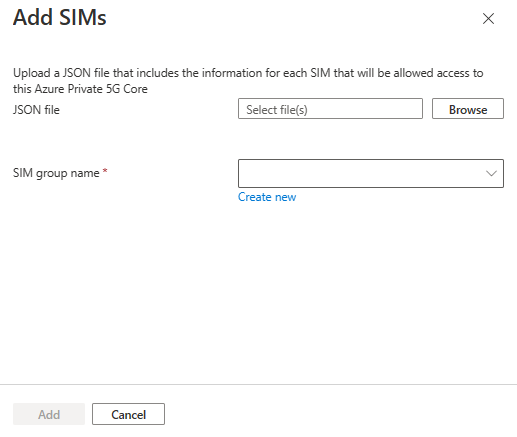 Add SIMs
Upload a JSON file that includes the information for each SIM that will be allowed access to
this Azure Private 5G Core
JSON file
Select file(s)
Browse
SIM group name *
Create new
Add
Cancel